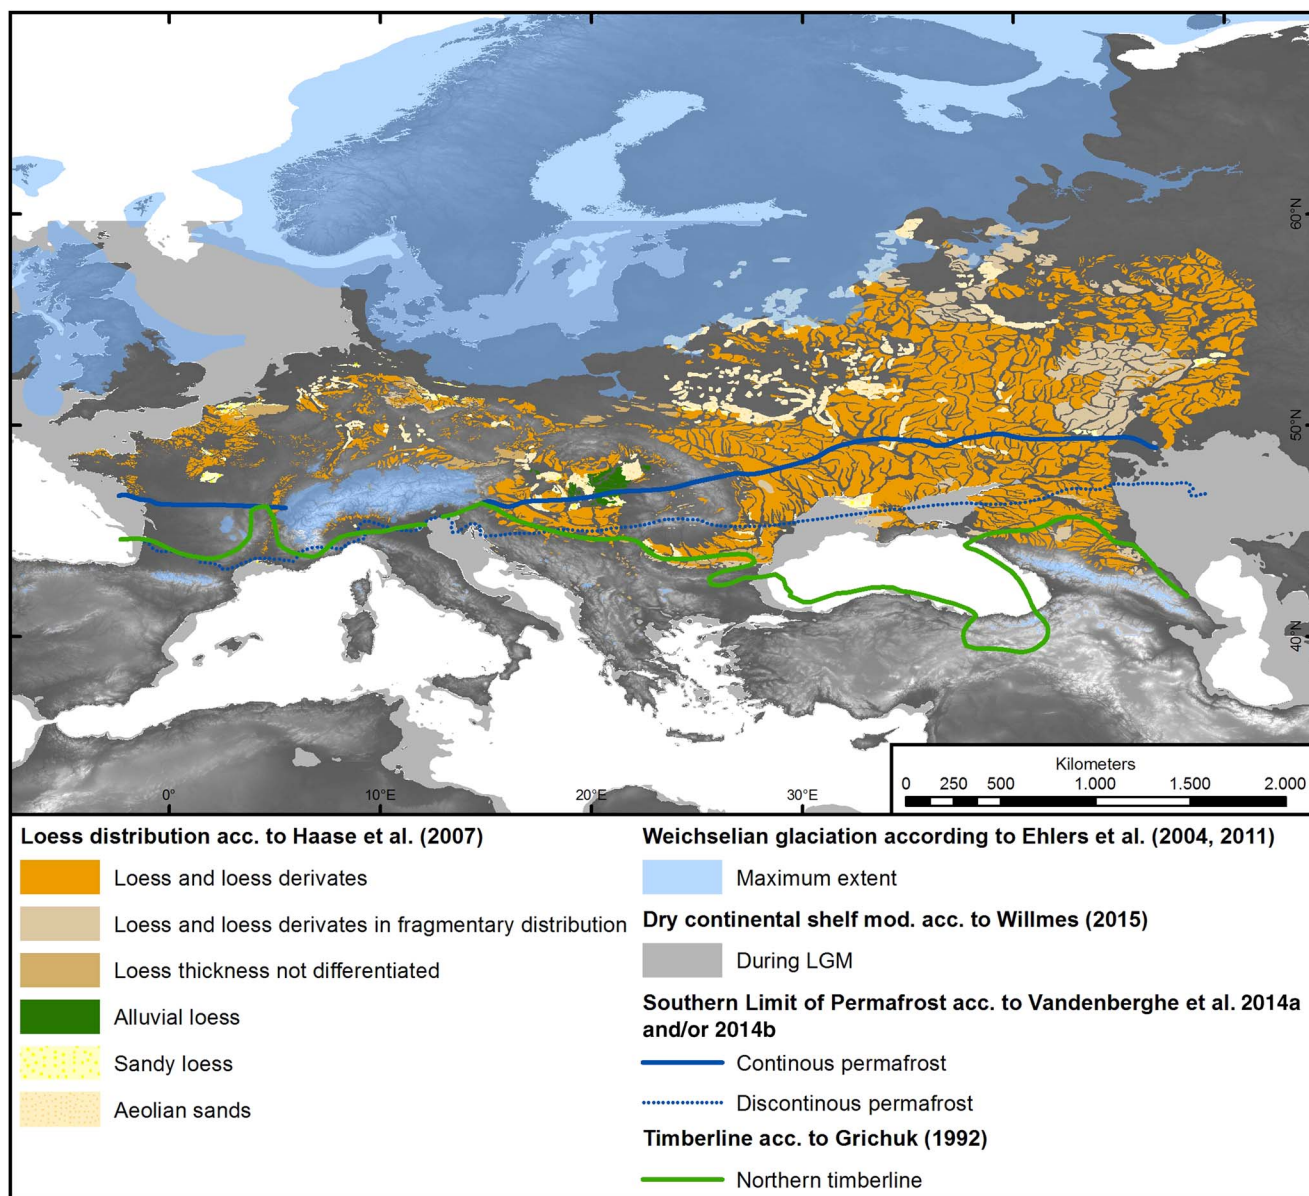 60°N
50°N
40°N
0°
10°E
20°E
30°E
Kilometers
0 250 500 1.000 1.500 2.000
Loess distribution acc. to Haase et al. (2007)
Loess and loess derivates
Loess and loess derivates in fragmentary distribution
Loess thickness not differentiated
Alluvial loess
Sandy loess
Aeolian sands
Weichselian glaciation according to Ehlers et al. (2004, 2011)
Maximum extent
Dry continental shelf mod. acc. to Willmes (2015)
During LGM
Southern Limit of Permafrost acc. to Vandenberghe et al. 2014a
and/or 2014b
Continous permafrost
Discontinous permafrost
Timberline acc. to Grichuk (1992)
Northern timberline